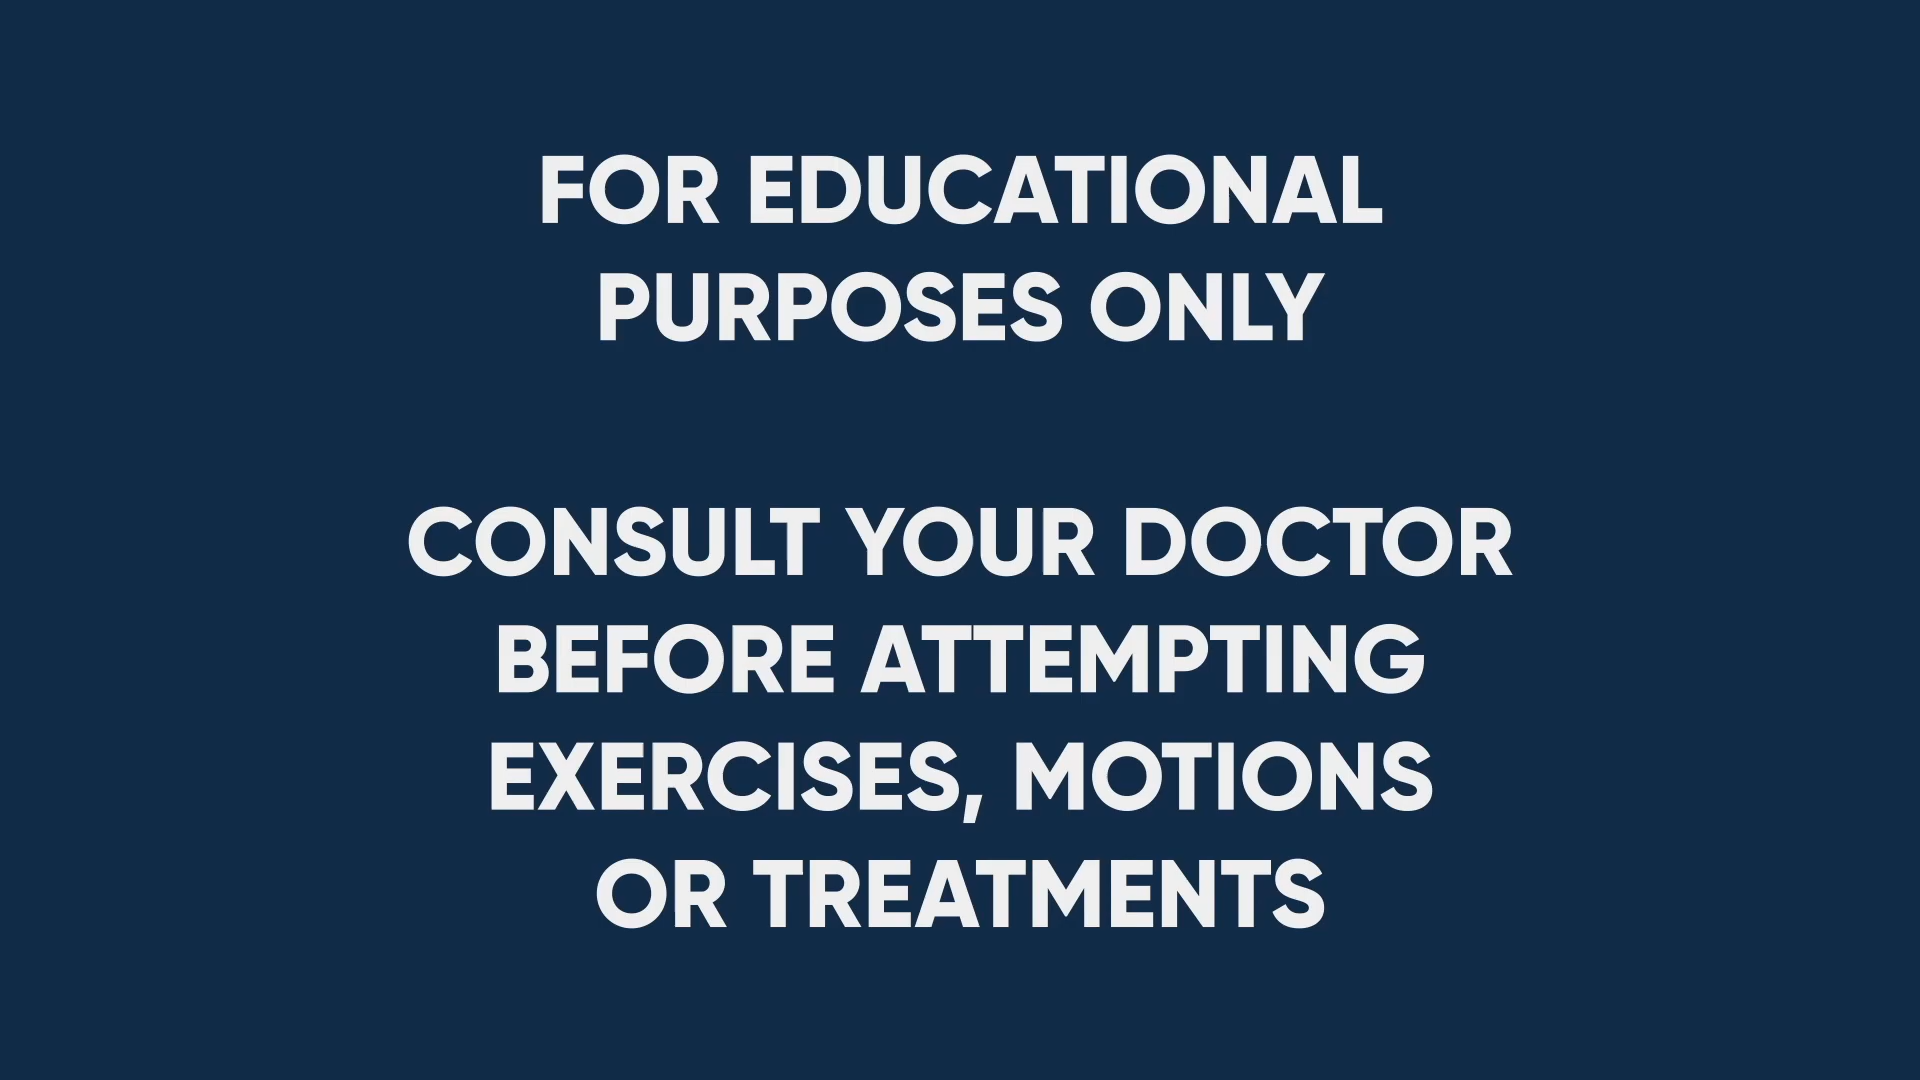 FOR EDUCATIONAL
PURPOSES ONLY
CONSULT YOUR DOCTOR
BEFORE ATTEMPTING
EXERCISES, MOTIONS
OR TREATMENTS